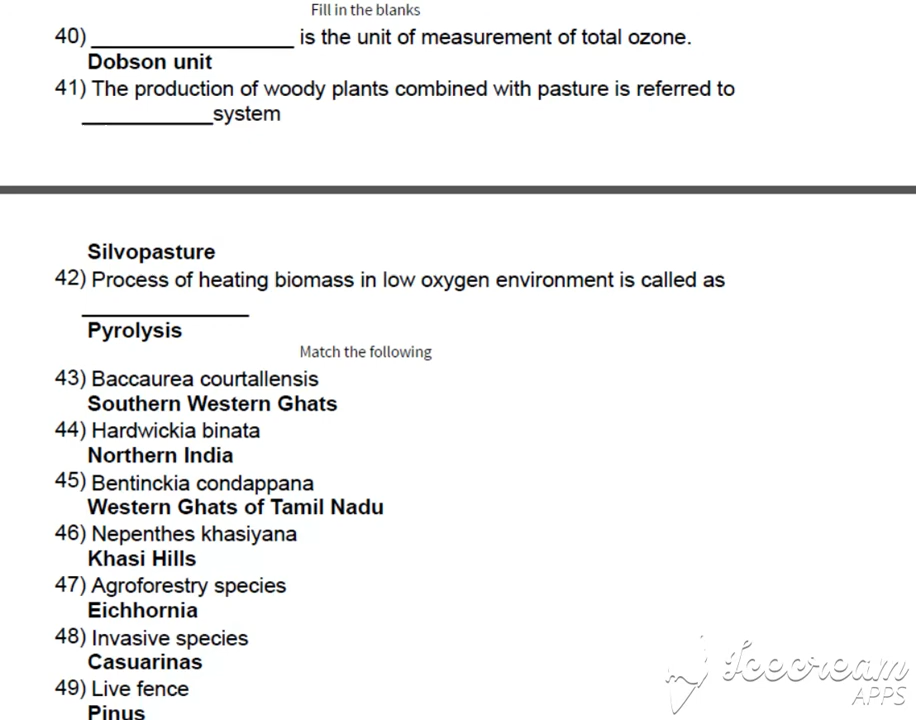 Fill in the blanks
40) _________________ is the unit of measurement of total ozone.
Dobson unit
41) The production of woody plants combined with pasture is referred to
___________system
Silvopasture
42) Process of heating biomass in low oxygen environment is called as
______________
Pyrolysis
Match the following
43) Baccaurea courtallensis
Southern Western Ghats
44) Hardwickia binata
Northern India
45) Bentinckia condappana
Western Ghats of Tamil Nadu
46) Nepenthes khasiyana
Khasi Hills
47) Agroforestry species
Eichhornia
48) Invasive species
Casuarinas
49) Live fence
Pinus
Icecream
APPS